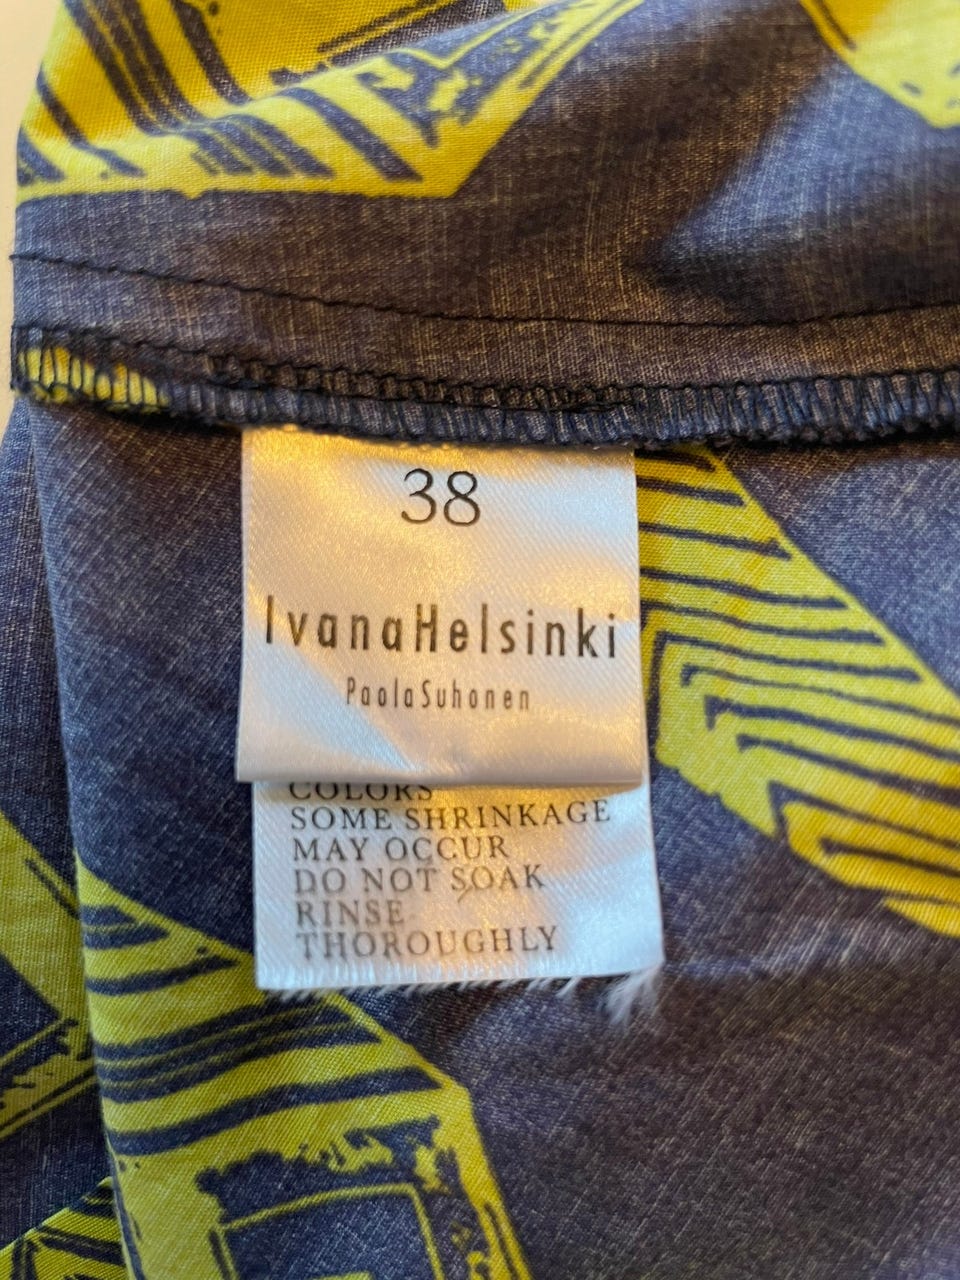 38
IvanaHelsinki
PaolaSuhonen
COLORS
SOME SHRINKAGE
MAY OCCUR
DO NOT SOAK
RINSE
THOROUGHLY